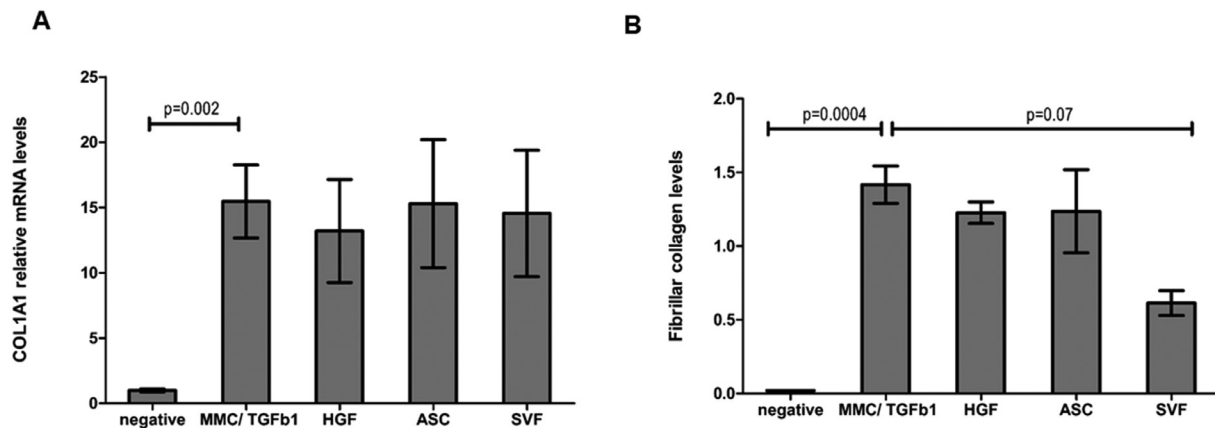 A
COL1A1 relative mRNA levels
25
20
15
10
5
0
p=0.002
negative MMC/ TGFb1 HGF ASC SVF
B
Fibrillar collagen levels
2.0
1.5
1.0
0.5
0.0
p=0.0004 p=0.07
negative MMC/ TGFb1 HGF ASC SVF